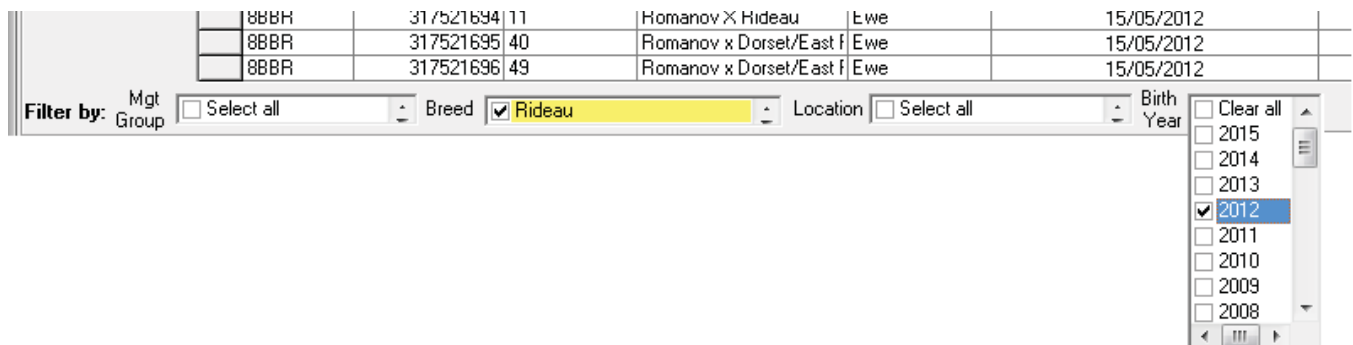 8BBR 317521694 11 Romanov X Rideau Ewe 15/05/2012
8BBR 317521695 40 Romanov x Dorset/East F Ewe 15/05/2012
8BBR 317521696 49 Romanov x Dorset/East F Ewe 15/05/2012
Filter by: Mgt Group Select all Breed Rideau Location Select all Birth Year Clear all
2015
2014
2013
2012
2011
2010
2009
2008